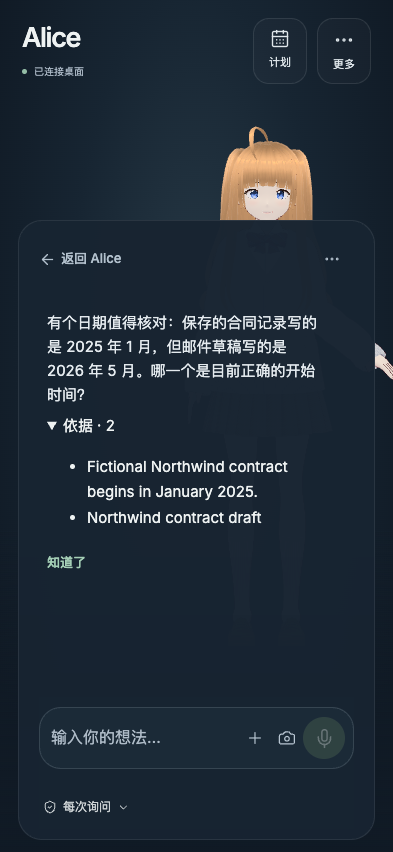 Alice
已连接桌面
计划
更多
返回 Alice
有个日期值得核对：保存的合同记录写的
是 2025 年 1 月，但邮件草稿写的是
2026 年 5 月。哪一个是目前正确的开始
时间？
依据 · 2
Fictional Northwind contract
begins in January 2025.
Northwind contract draft
知道了
输入你的想法...
每次询问